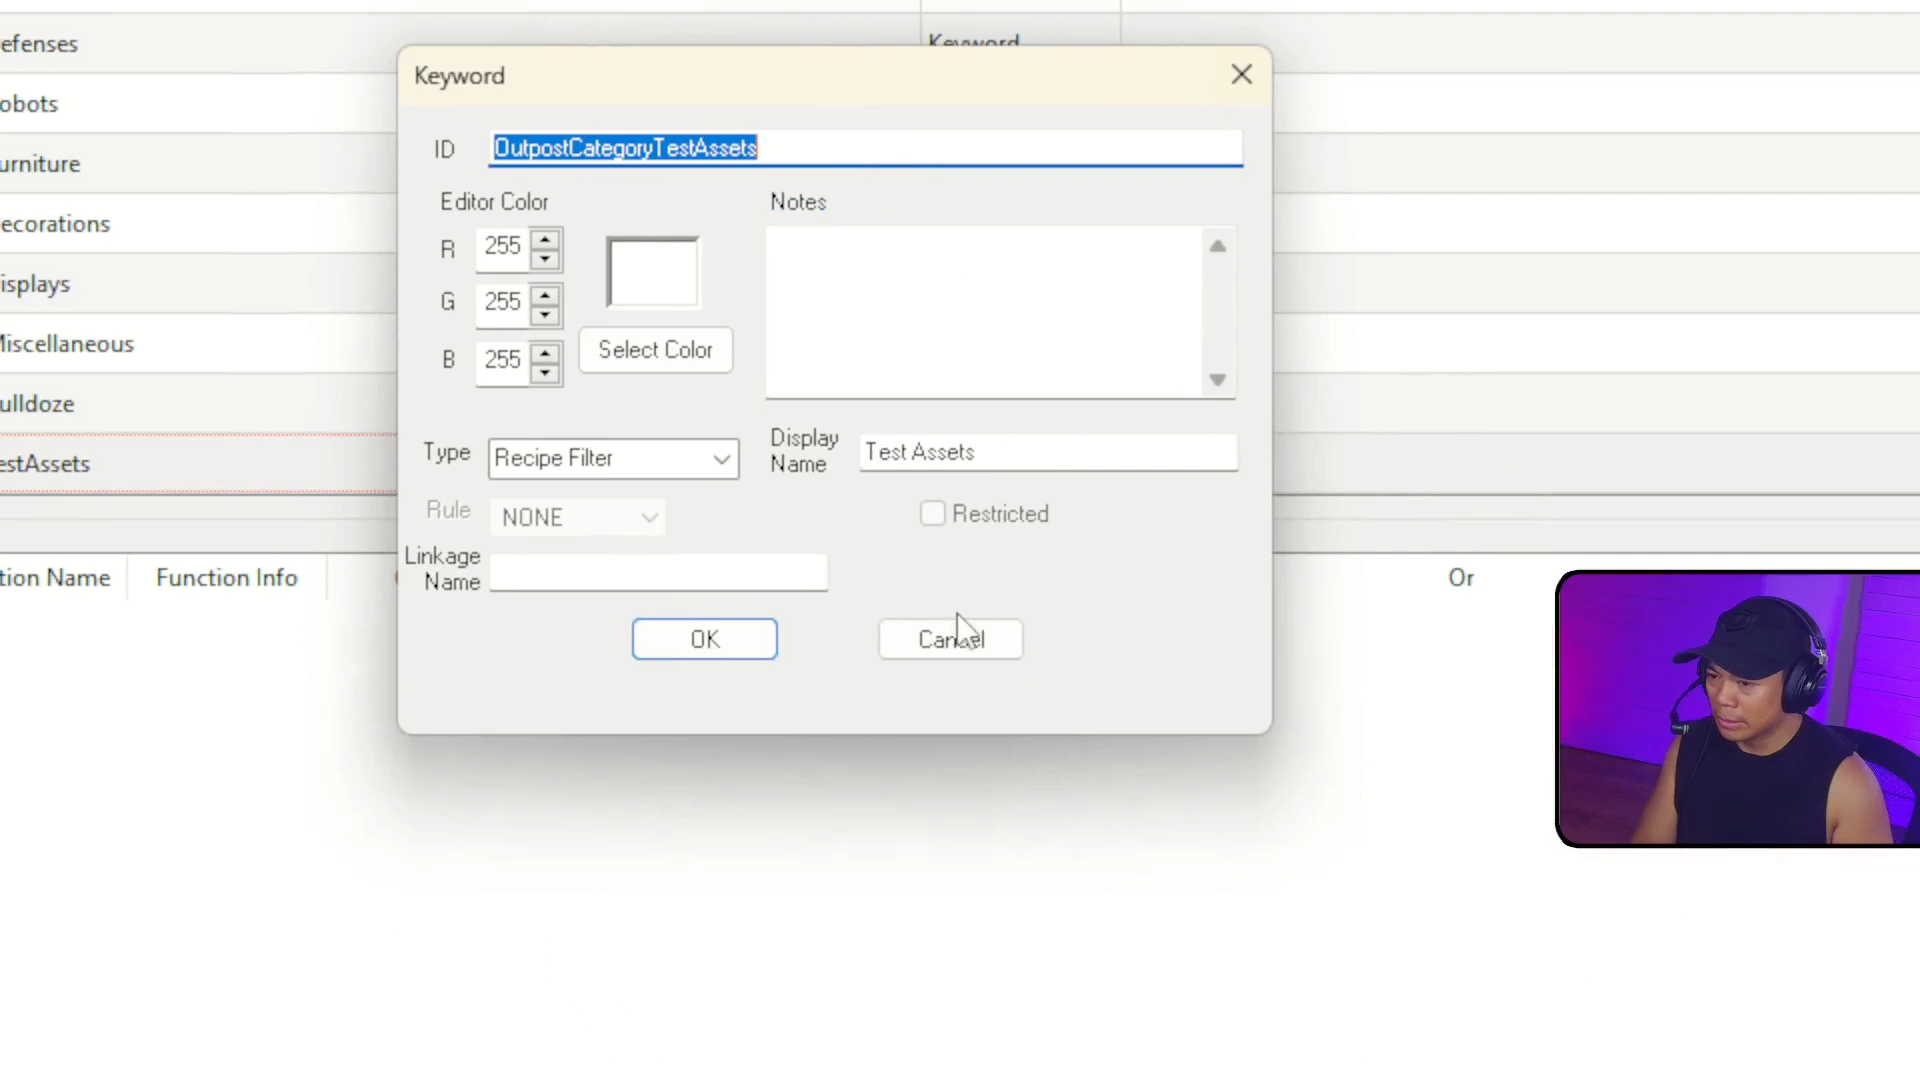 efenses
Keyword
Keyword
obots
ID OutpostCategoryTestAssets
urniture
Editor Color Notes
ecorations
R 255
isplays
G 255
iscellaneous
B 255 Select Color
ulldoze
Type Recipe Filter Display Name Test Assets
estAssets
Rule NONE Restricted
Linkage Name
tion Name Function Info Or
OK Cancel